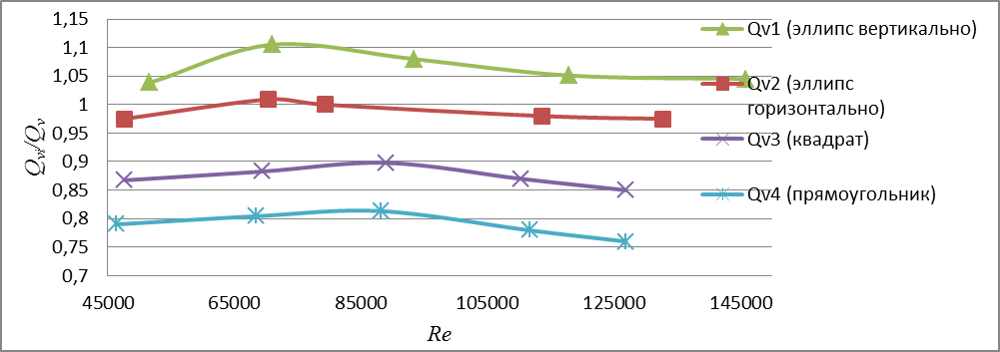 1,15
1,1
1,05
1
0,95
0,9
0,85
0,8
0,75
0,7
Qvi/Qv
45000 65000 85000 105000 125000 145000
Re
Qv1 (эллипс вертикально)
Qv2 (эллипс
горизонтально)
Qv3 (квадрат)
Qv4 (прямоугольник)